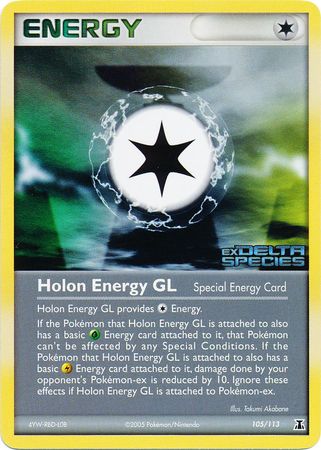 ENERGY
exDELTA
SPECIES
Holon Energy GL Special Energy Card
Holon Energy GL provides Energy.
If the Pokémon that Holon Energy GL is attached to also
has a basic Energy card attached to it, that Pokémon
can't be affected by any Special Conditions. If the
Pokémon that Holon Energy GL is attached to also has a
basic Energy card attached to it, damage done by your
opponent's Pokémon-ex is reduced by 10. Ignore these
effects if Holon Energy GL is attached to Pokémon-ex.
Illus. Takumi Akabane
4YW-R6D-L0B ©2005 Pokémon/Nintendo 105/113